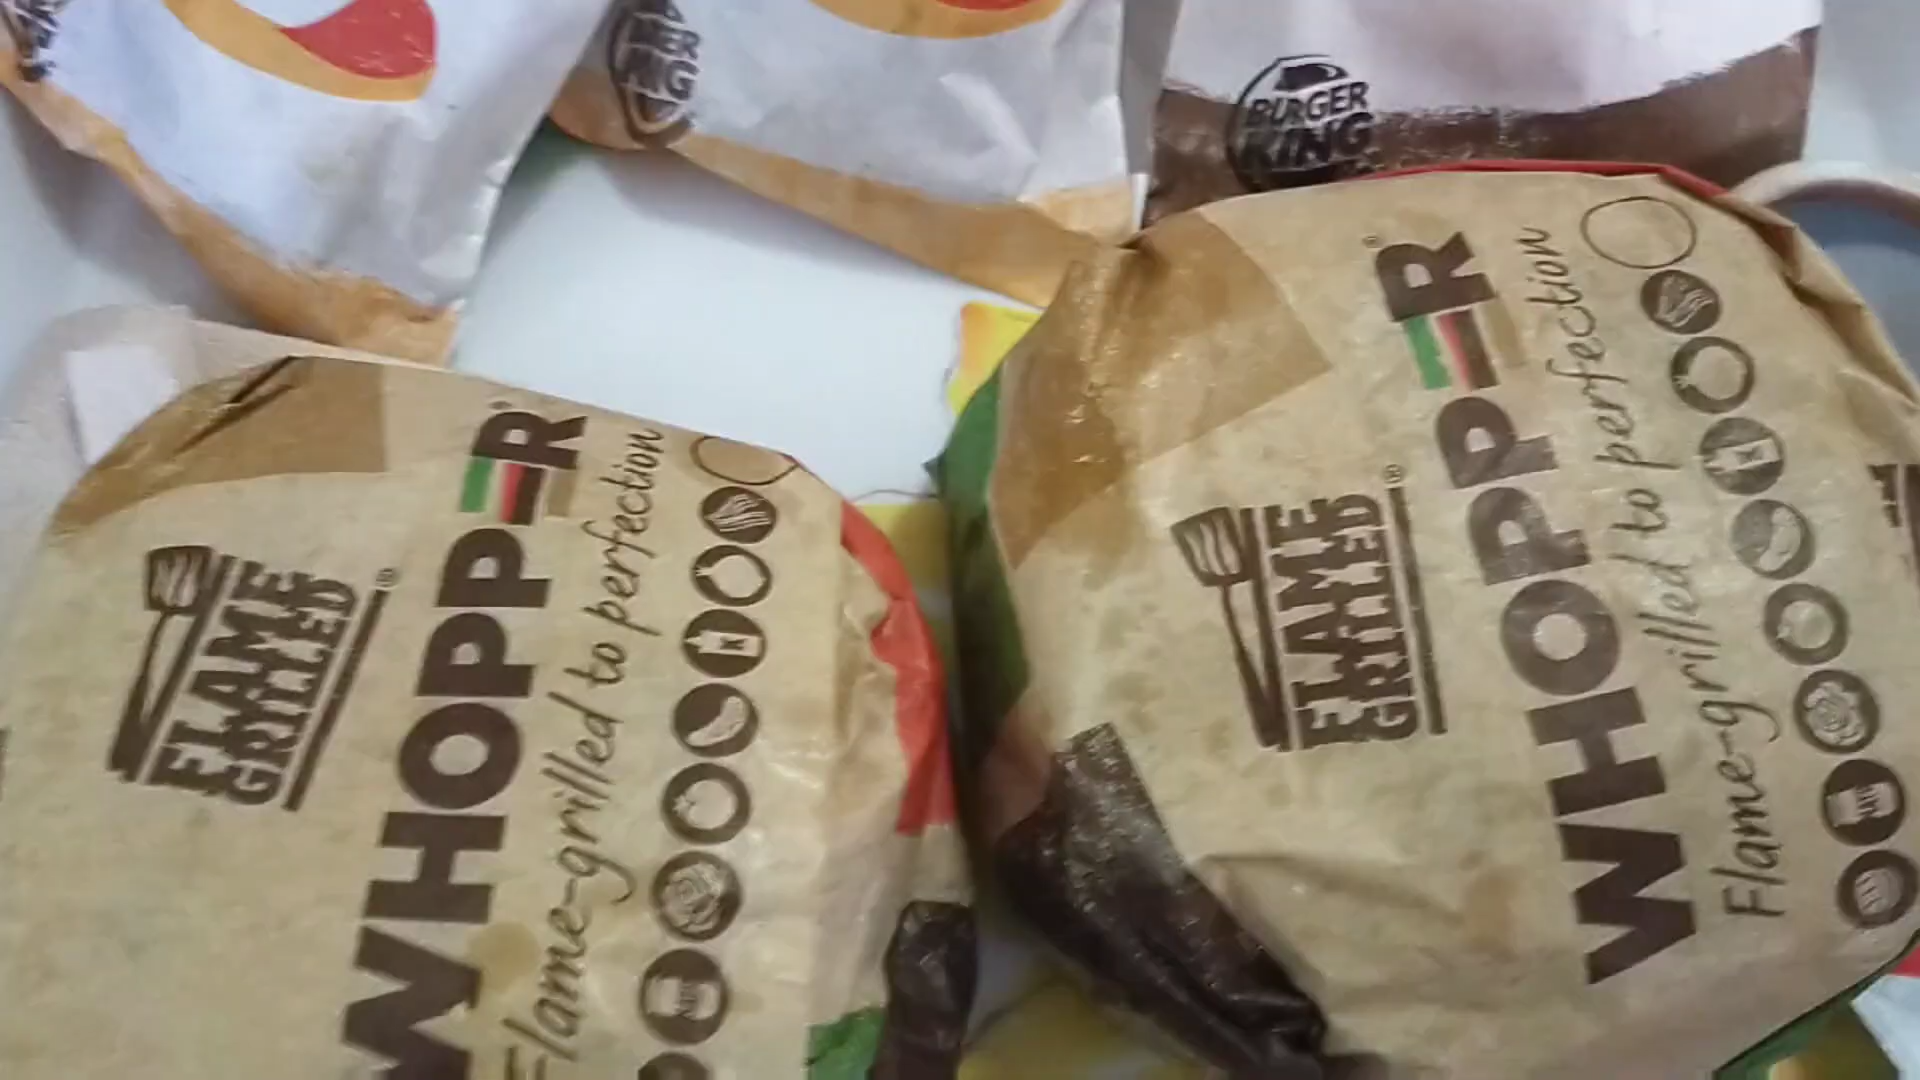 BURGER
KING
FLAME
GRILLED
®
WHOPPER®
Flame-grilled to perfection
FLAME
GRILLED
®
WHOPPER®
Flame-grilled to perfection